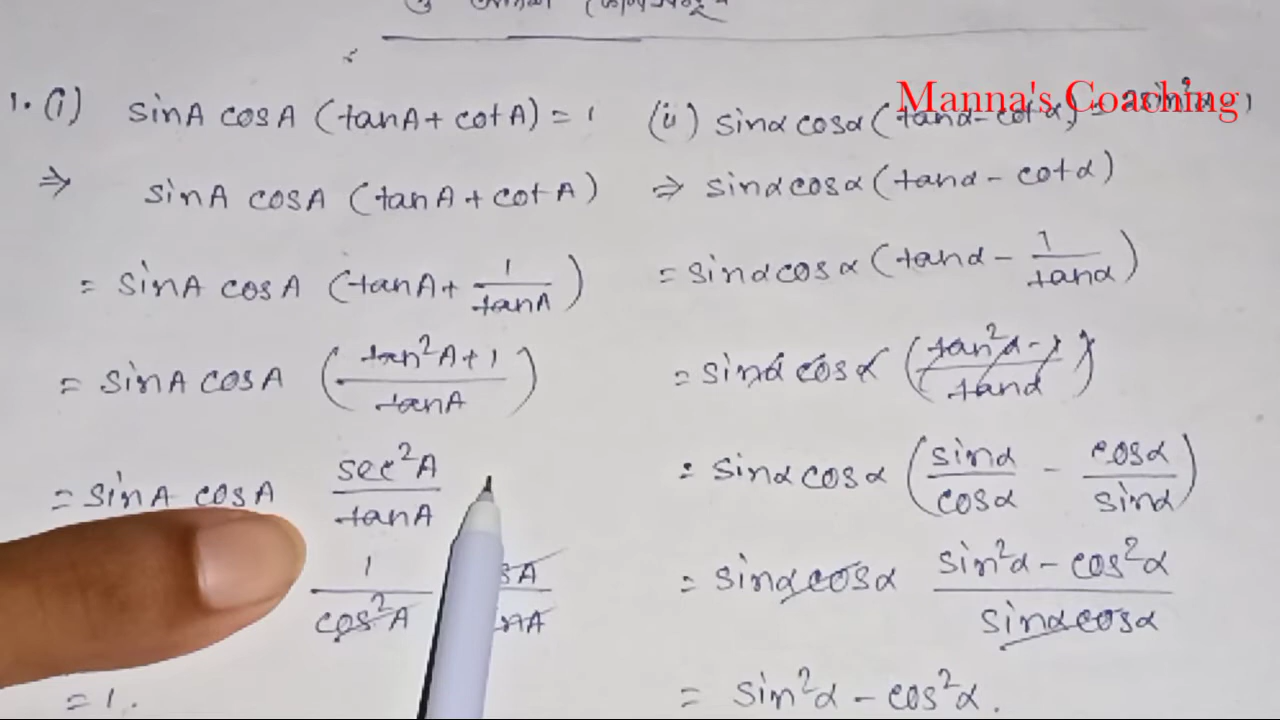 Manna's Coaching
1. (i) sinA cosA (tanA + cotA) = 1
⇒ sinA cosA (tanA + cotA)
= sinA cosA (tanA + 1/tanA)
= sinA cosA ((tan²A + 1)/tanA)
= sinA cosA sec²A/tanA
1/cos²A
= 1.
(ii) sinα cosα (tanα - cotα) = 2sin²α - 1
⇒ sinα cosα (tanα - cotα)
= sinα cosα (tanα - 1/tanα)
= sinα cosα ((tan²α - 1)/tanα)
= sinα cosα (sinα/cosα - cosα/sinα)
= sinα cosα (sin²α - cos²α)/(sinα cosα)
= sin²α - cos²α.